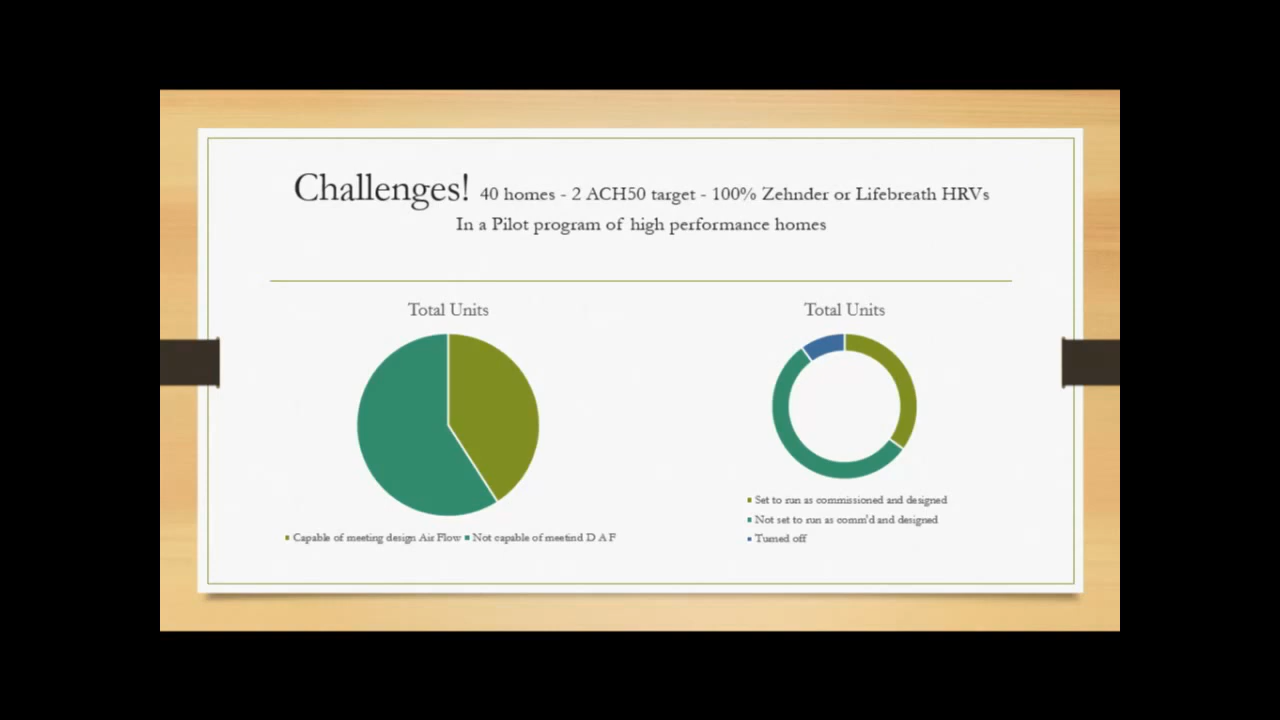 Challenges! 40 homes - 2 ACH50 target - 100% Zehnder or Lifebreath HRVs
In a Pilot program of high performance homes
Total Units
Capable of meeting design Air Flow Not capable of meetind D A F
Total Units
Set to run as commissioned and designed
Not set to run as comm'd and designed
Turned off